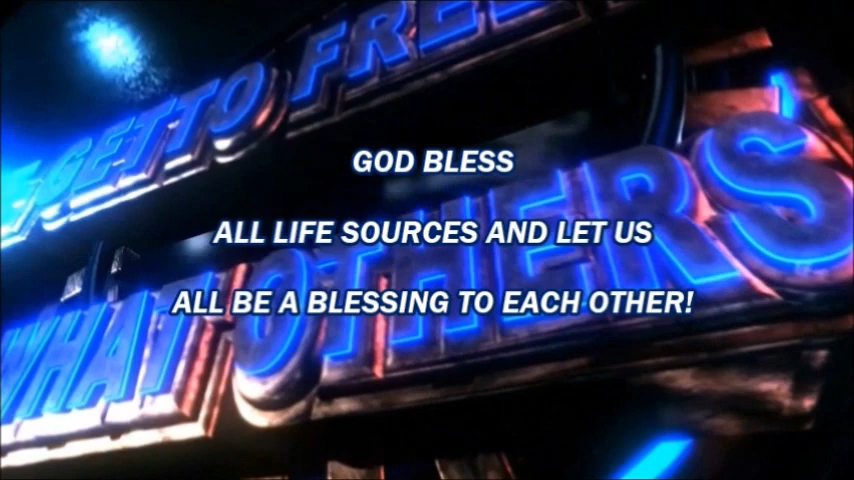 GETTO FREE
GOD BLESS
ALL LIFE SOURCES AND LET US
ALL BE A BLESSING TO EACH OTHER!
WHAT OTHERS